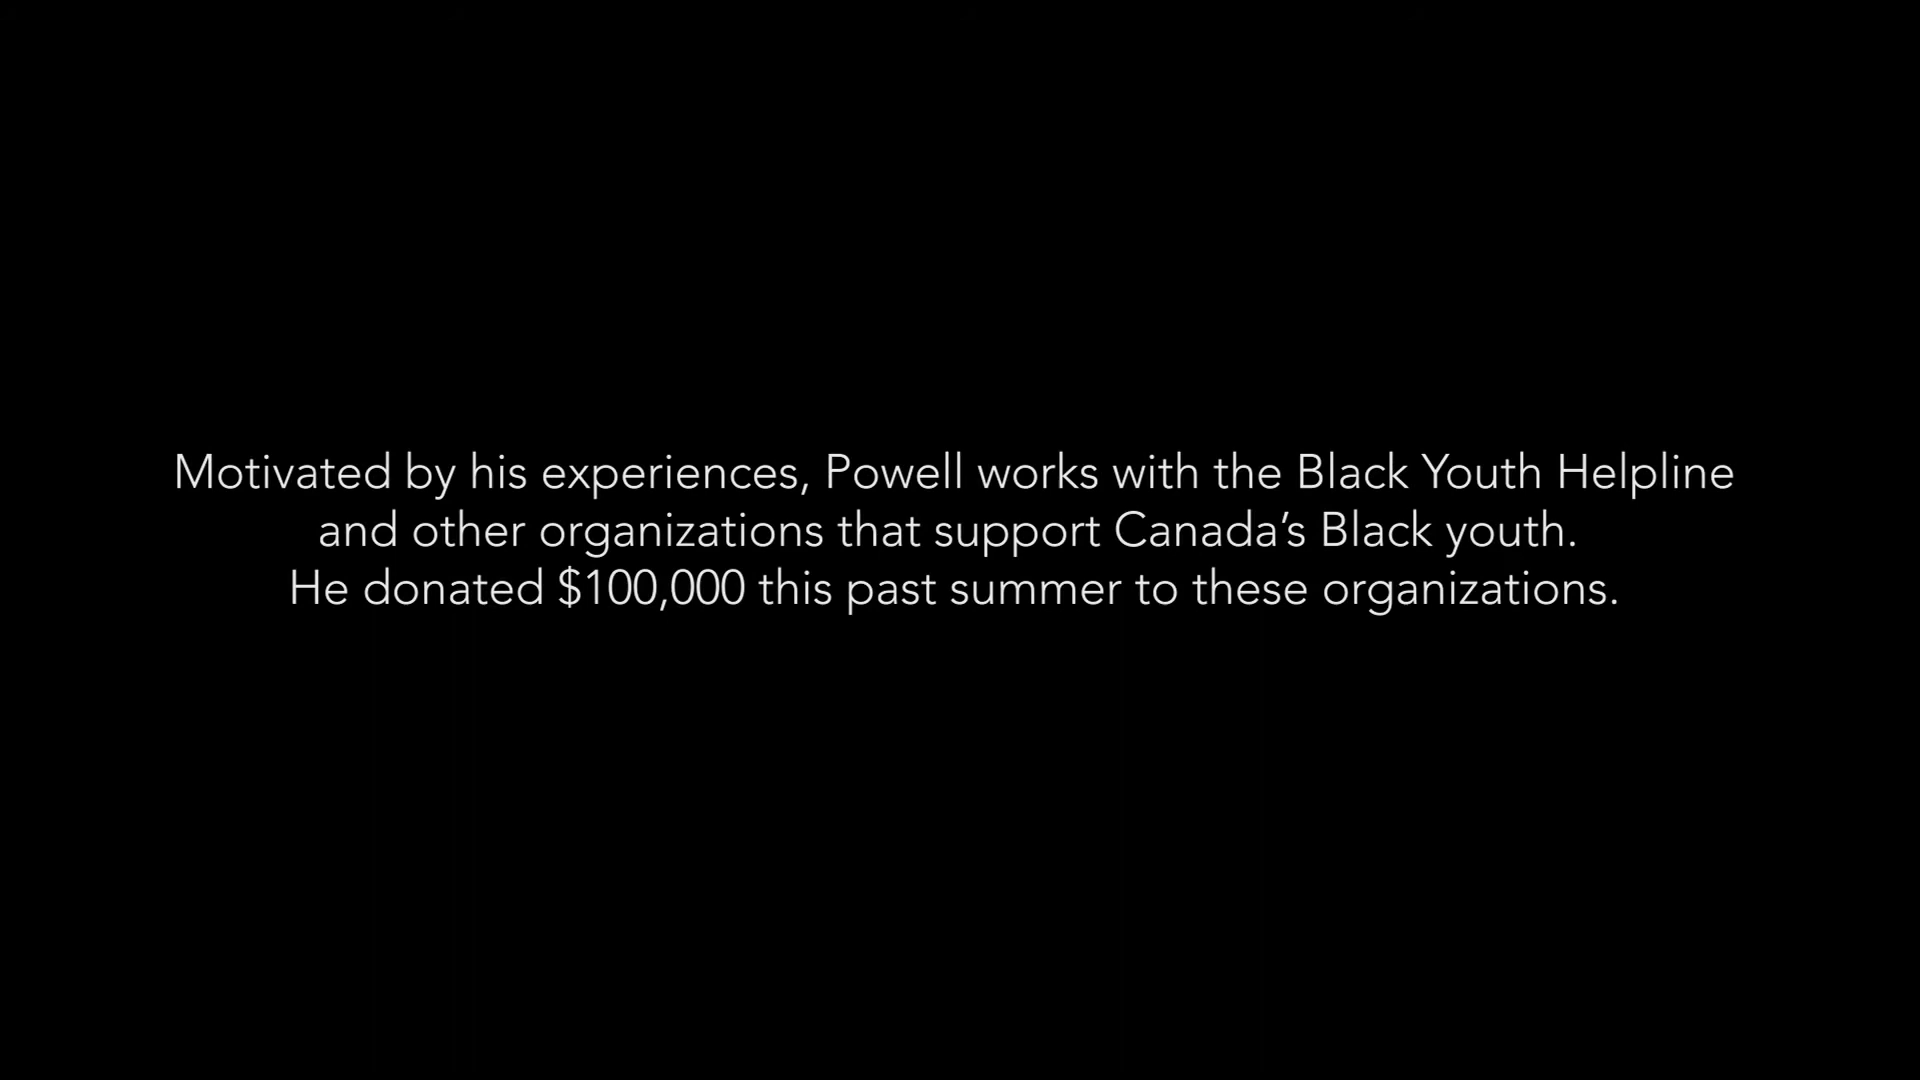 Motivated by his experiences, Powell works with the Black Youth Helpline
and other organizations that support Canada’s Black youth.
He donated $100,000 this past summer to these organizations.